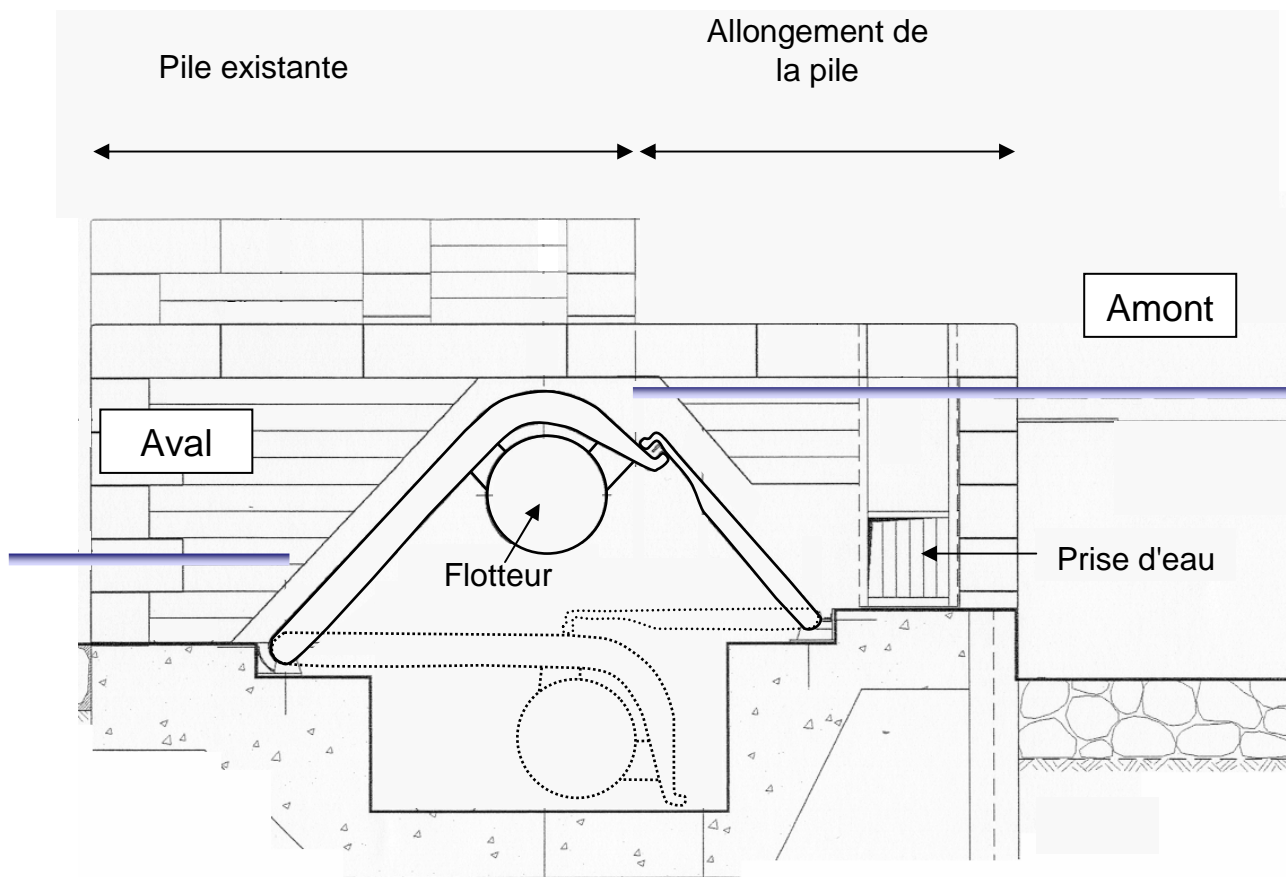 Pile existante
Allongement de
la pile
Amont
Aval
Flotteur
Prise d'eau